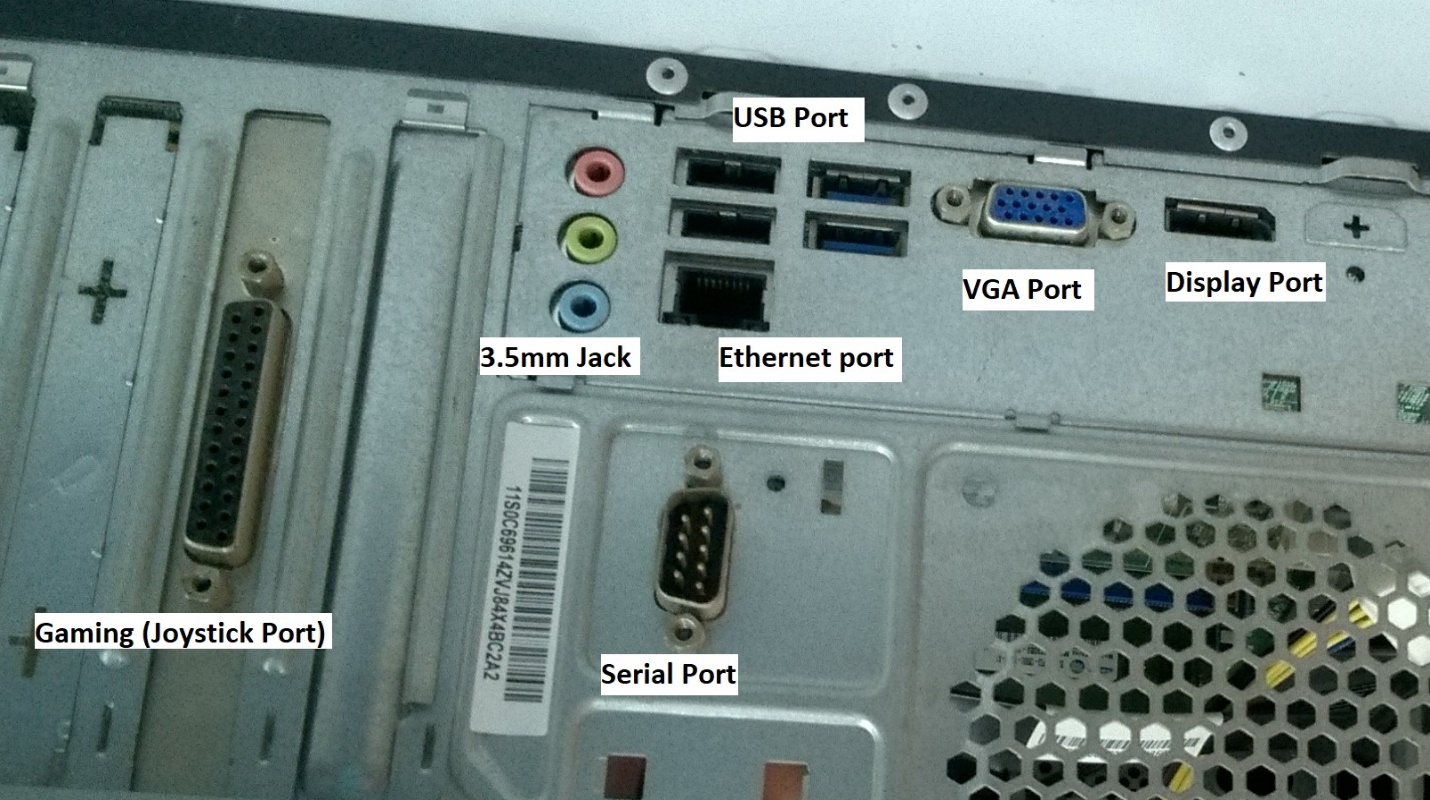 USB Port
VGA Port
Display Port
3.5mm Jack
Ethernet port
11S0C69614ZVJ84X4BC2A2
Gaming (Joystick Port)
Serial Port